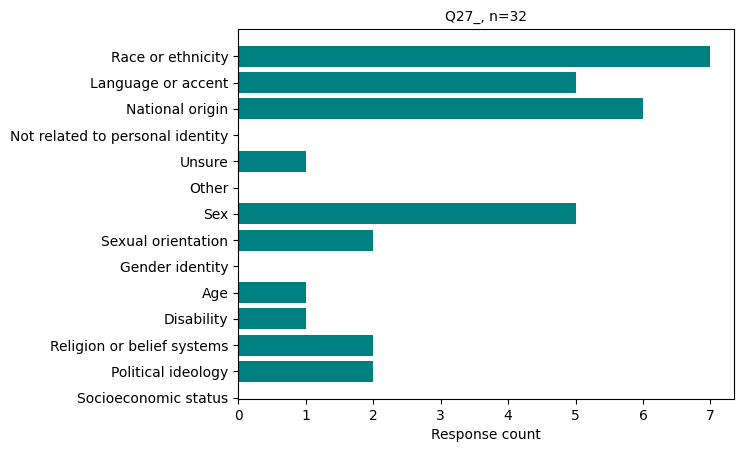 Q27_, n=32
Race or ethnicity
Language or accent
National origin
Not related to personal identity
Unsure
Other
Sex
Sexual orientation
Gender identity
Age
Disability
Religion or belief systems
Political ideology
Socioeconomic status
0 1 2 3 4 5 6 7
Response count